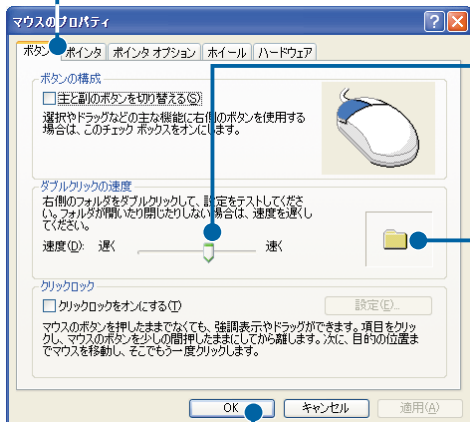 マウスのプロパティ
ボタン ポインタ ポインタ オプション ホイール ハードウェア
ボタンの構成
主と副のボタンを切り替える(S)
選択やドラッグなどの主な機能に右側のボタンを使用する
場合は、このチェック ボックスをオンにします。
ダブルクリックの速度
右側のフォルダをダブルクリックして、設定をテストしてくださ
い。フォルダが開いたり閉じたりしない場合は、速度を遅くし
てください。
速度(D): 遅く 速く
クリックロック
クリックロックをオンにする(T) 設定(E)...
マウスのボタンを押したままでなくても、強調表示やドラッグができます。項目をクリッ
クし、マウスのボタンを少しの間押したままにしてから離します。次に、目的の位置ま
でマウスを移動し、そこでもう一度クリックします。
OK キャンセル 適用(A)